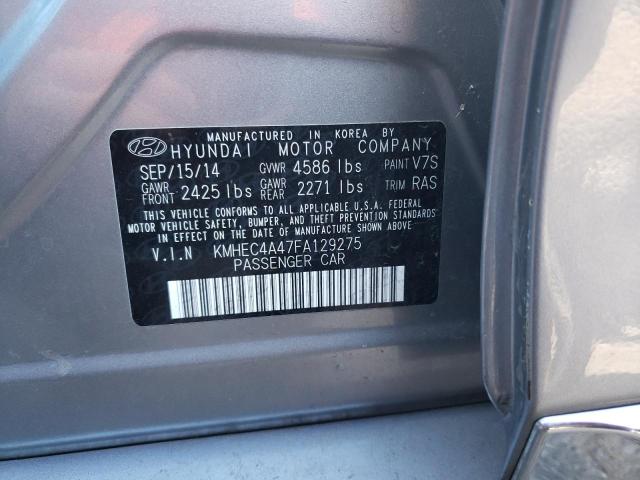 MANUFACTURED IN KOREA BY
HYUNDAI MOTOR COMPANY
SEP/15/14 GVWR 4586 lbs PAINT V7S
GAWR FRONT 2425 lbs GAWR REAR 2271 lbs TRIM RAS
THIS VEHICLE CONFORMS TO ALL APPLICABLE U.S.A. FEDERAL
MOTOR VEHICLE SAFETY, BUMPER, AND THEFT PREVENTION STANDARDS
IN EFFECT ON THE DATE OF MANUFACTURE SHOWN ABOVE.
V.I.N KMHEC4A47FA129275
PASSENGER CAR